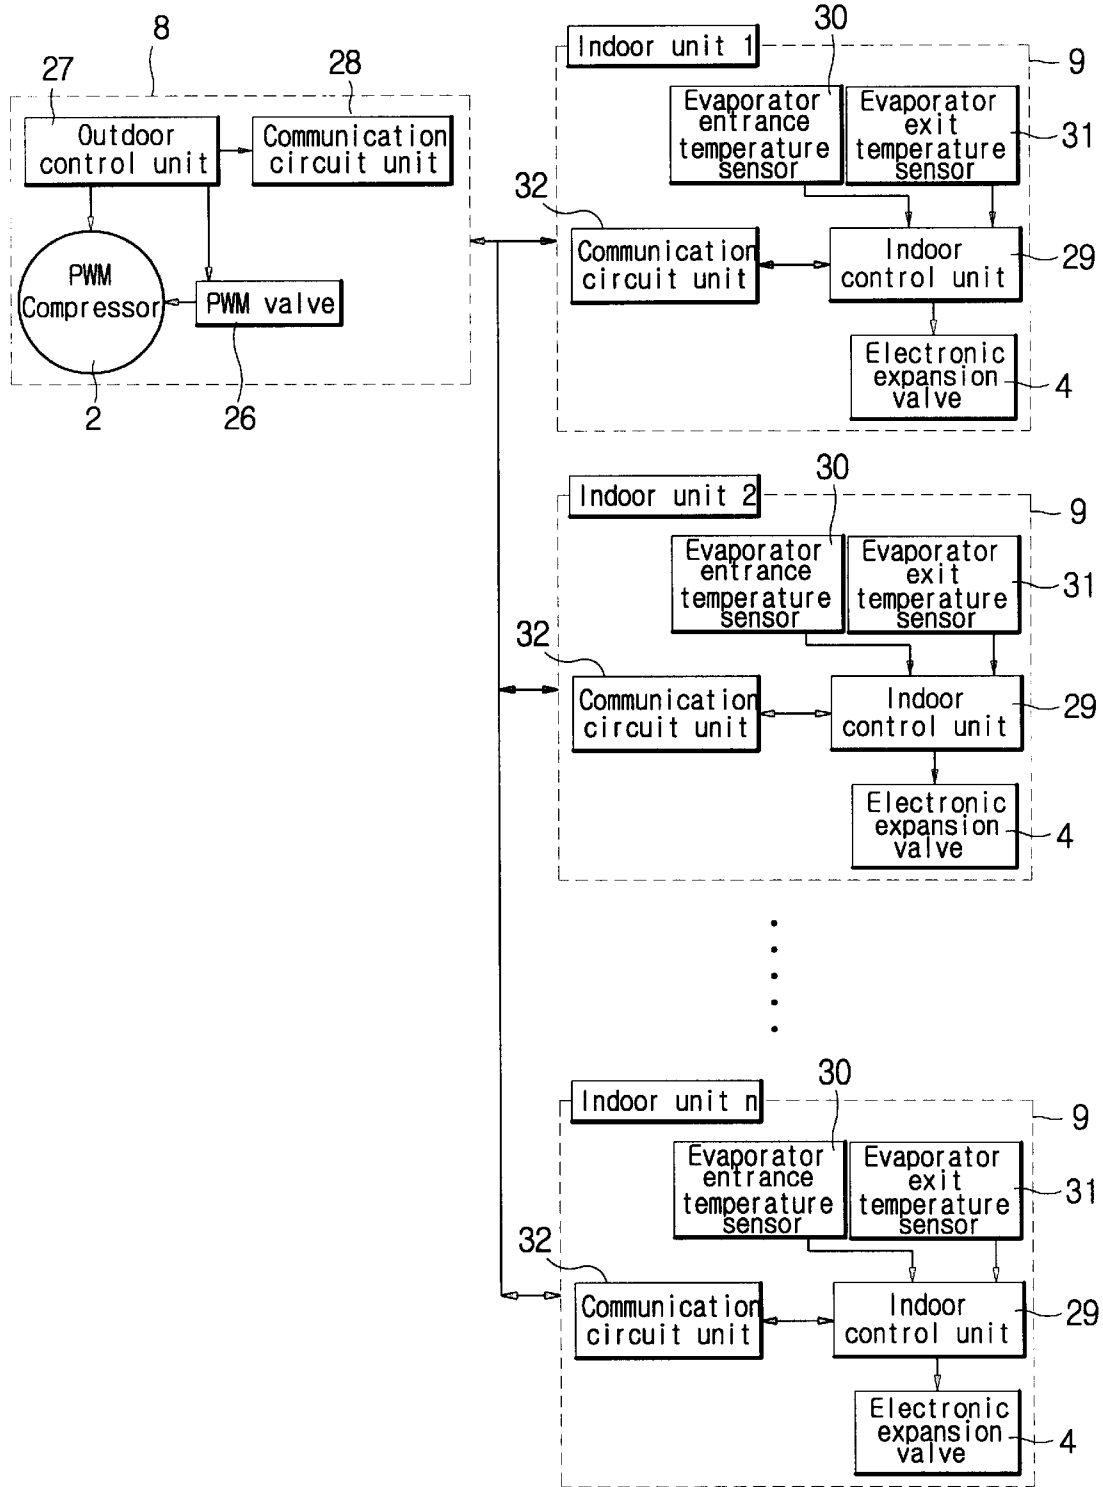 8
27
28
Outdoor
control unit
Communication
circuit unit
PWM
Compressor
PWM valve
2
26
Indoor unit 1
30
9
Evaporator
entrance
temperature
sensor
Evaporator
exit
temperature
sensor
31
32
Communication
circuit unit
Indoor
control unit
29
Electronic
expansion
valve
4
Indoor unit 2
30
9
Evaporator
entrance
temperature
sensor
Evaporator
exit
temperature
sensor
31
32
Communication
circuit unit
Indoor
control unit
29
Electronic
expansion
valve
4
Indoor unit n
30
9
Evaporator
entrance
temperature
sensor
Evaporator
exit
temperature
sensor
31
32
Communication
circuit unit
Indoor
control unit
29
Electronic
expansion
valve
4